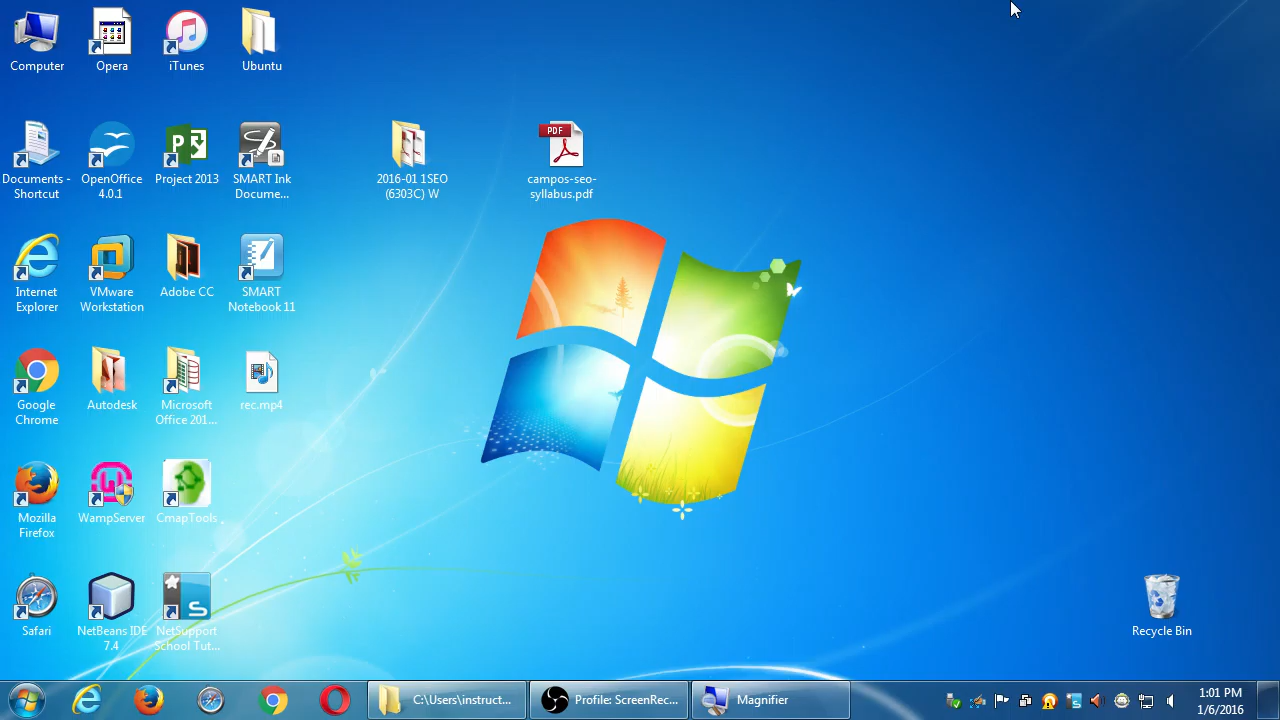 Computer
Opera
iTunes
Ubuntu
Documents -
Shortcut
OpenOffice
4.0.1
Project 2013
SMART Ink
Docume...
2016-01 1SEO
(6303C) W
PDF
campos-seo-
syllabus.pdf
Internet
Explorer
VMware
Workstation
Adobe CC
SMART
Notebook 11
Google
Chrome
Autodesk
Microsoft
Office 201...
rec.mp4
Mozilla
Firefox
WampServer
CmapTools
Safari
NetBeans IDE
7.4
NetSupport
School Tut...
Recycle Bin
C:\Users\instruct...
Profile: ScreenRec...
Magnifier
1:01 PM
1/6/2016